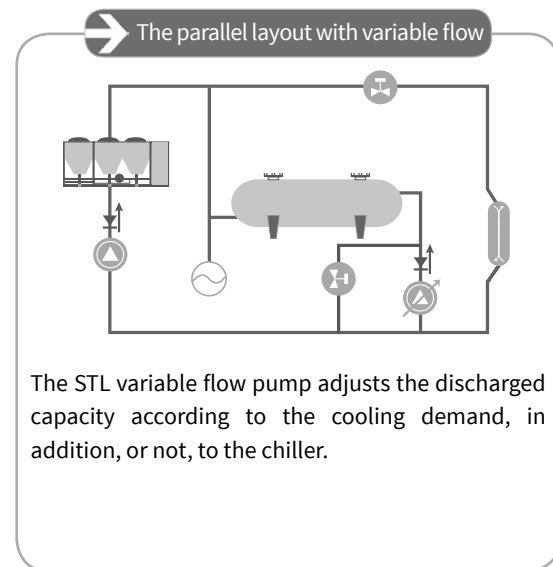 The parallel layout with variable flow
The STL variable flow pump adjusts the discharged
capacity according to the cooling demand, in
addition, or not, to the chiller.